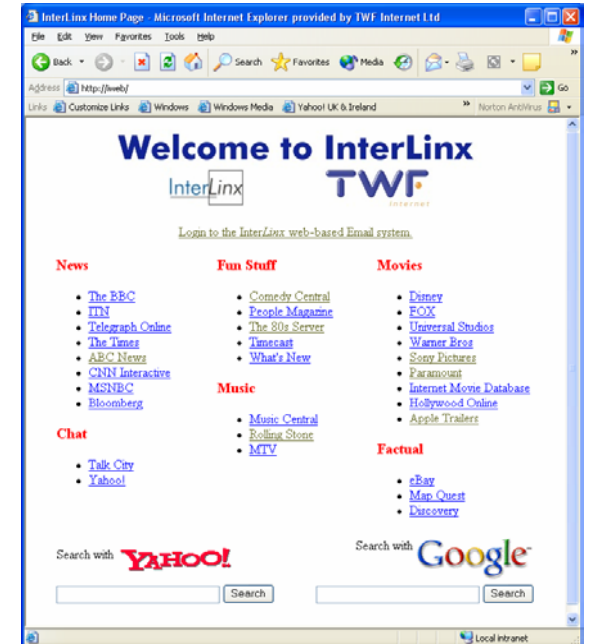 InterLinx Home Page - Microsoft Internet Explorer provided by TWF Internet Ltd
File Edit View Favorites Tools Help
Back Search Favorites Media
Address http://iweb/ Go
Links Customize Links Windows Windows Media Yahoo! UK & Ireland Norton AntiVirus
Welcome to InterLinx
InterLinx
TWF
Internet
Login to the InterLinx web-based Email system.
News
The BBC
ITN
Telegraph Online
The Times
ABC News
CNN Interactive
MSNBC
Bloomberg
Chat
Talk City
Yahoo!
Fun Stuff
Comedy Central
People Magazine
The 80s Server
Timecast
What's New
Music
Music Central
Rolling Stone
MTV
Movies
Disney
FOX
Universal Studios
Warner Bros
Sony Pictures
Paramount
Internet Movie Database
Hollywood Online
Apple Trailers
Factual
eBay
Map Quest
Discovery
Search with YAHOO!
Search
Search with Google™
Search
Local intranet